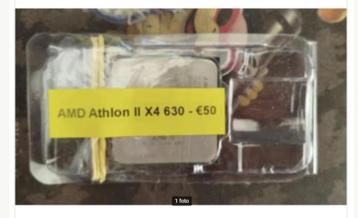 AMD Athlon II X4 630 - €50
1 foto